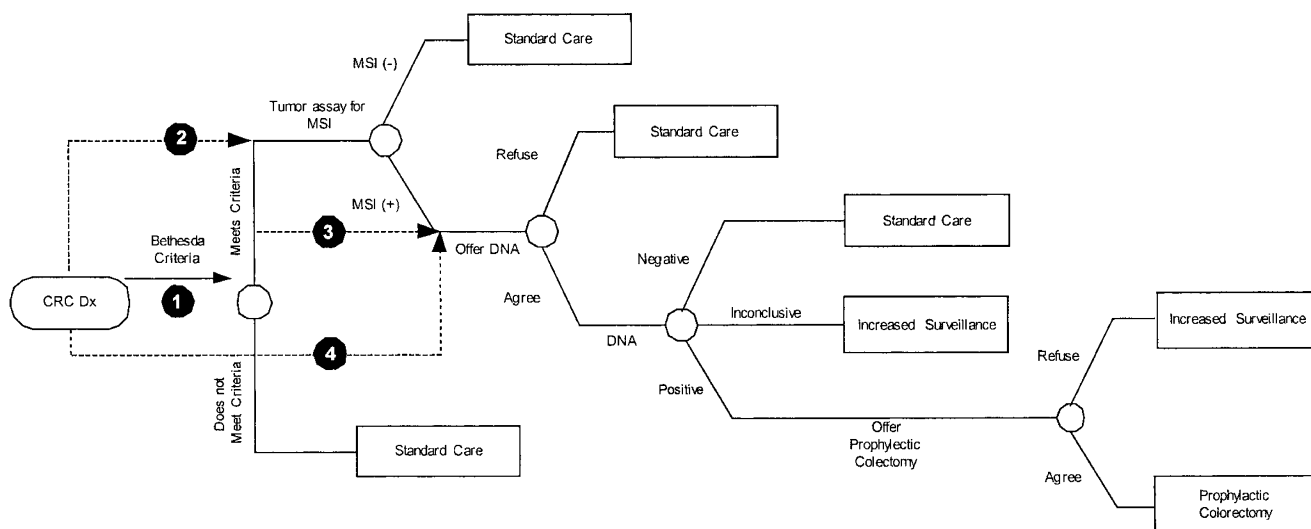 Standard Care
MSI (-)
Tumor assay for
MSI
2
Standard Care
Refuse
Meets Criteria
MSI (+)
3
Offer DNA
Standard Care
Bethesda
Criteria
Negative
CRC Dx
1
Agree
Inconclusive
Increased Surveillance
Increased Surveillance
DNA
4
Refuse
Positive
Does not
Meet Criteria
Offer
Prophylectic
Colectomy
Standard Care
Agree
Prophylactic
Colorectomy